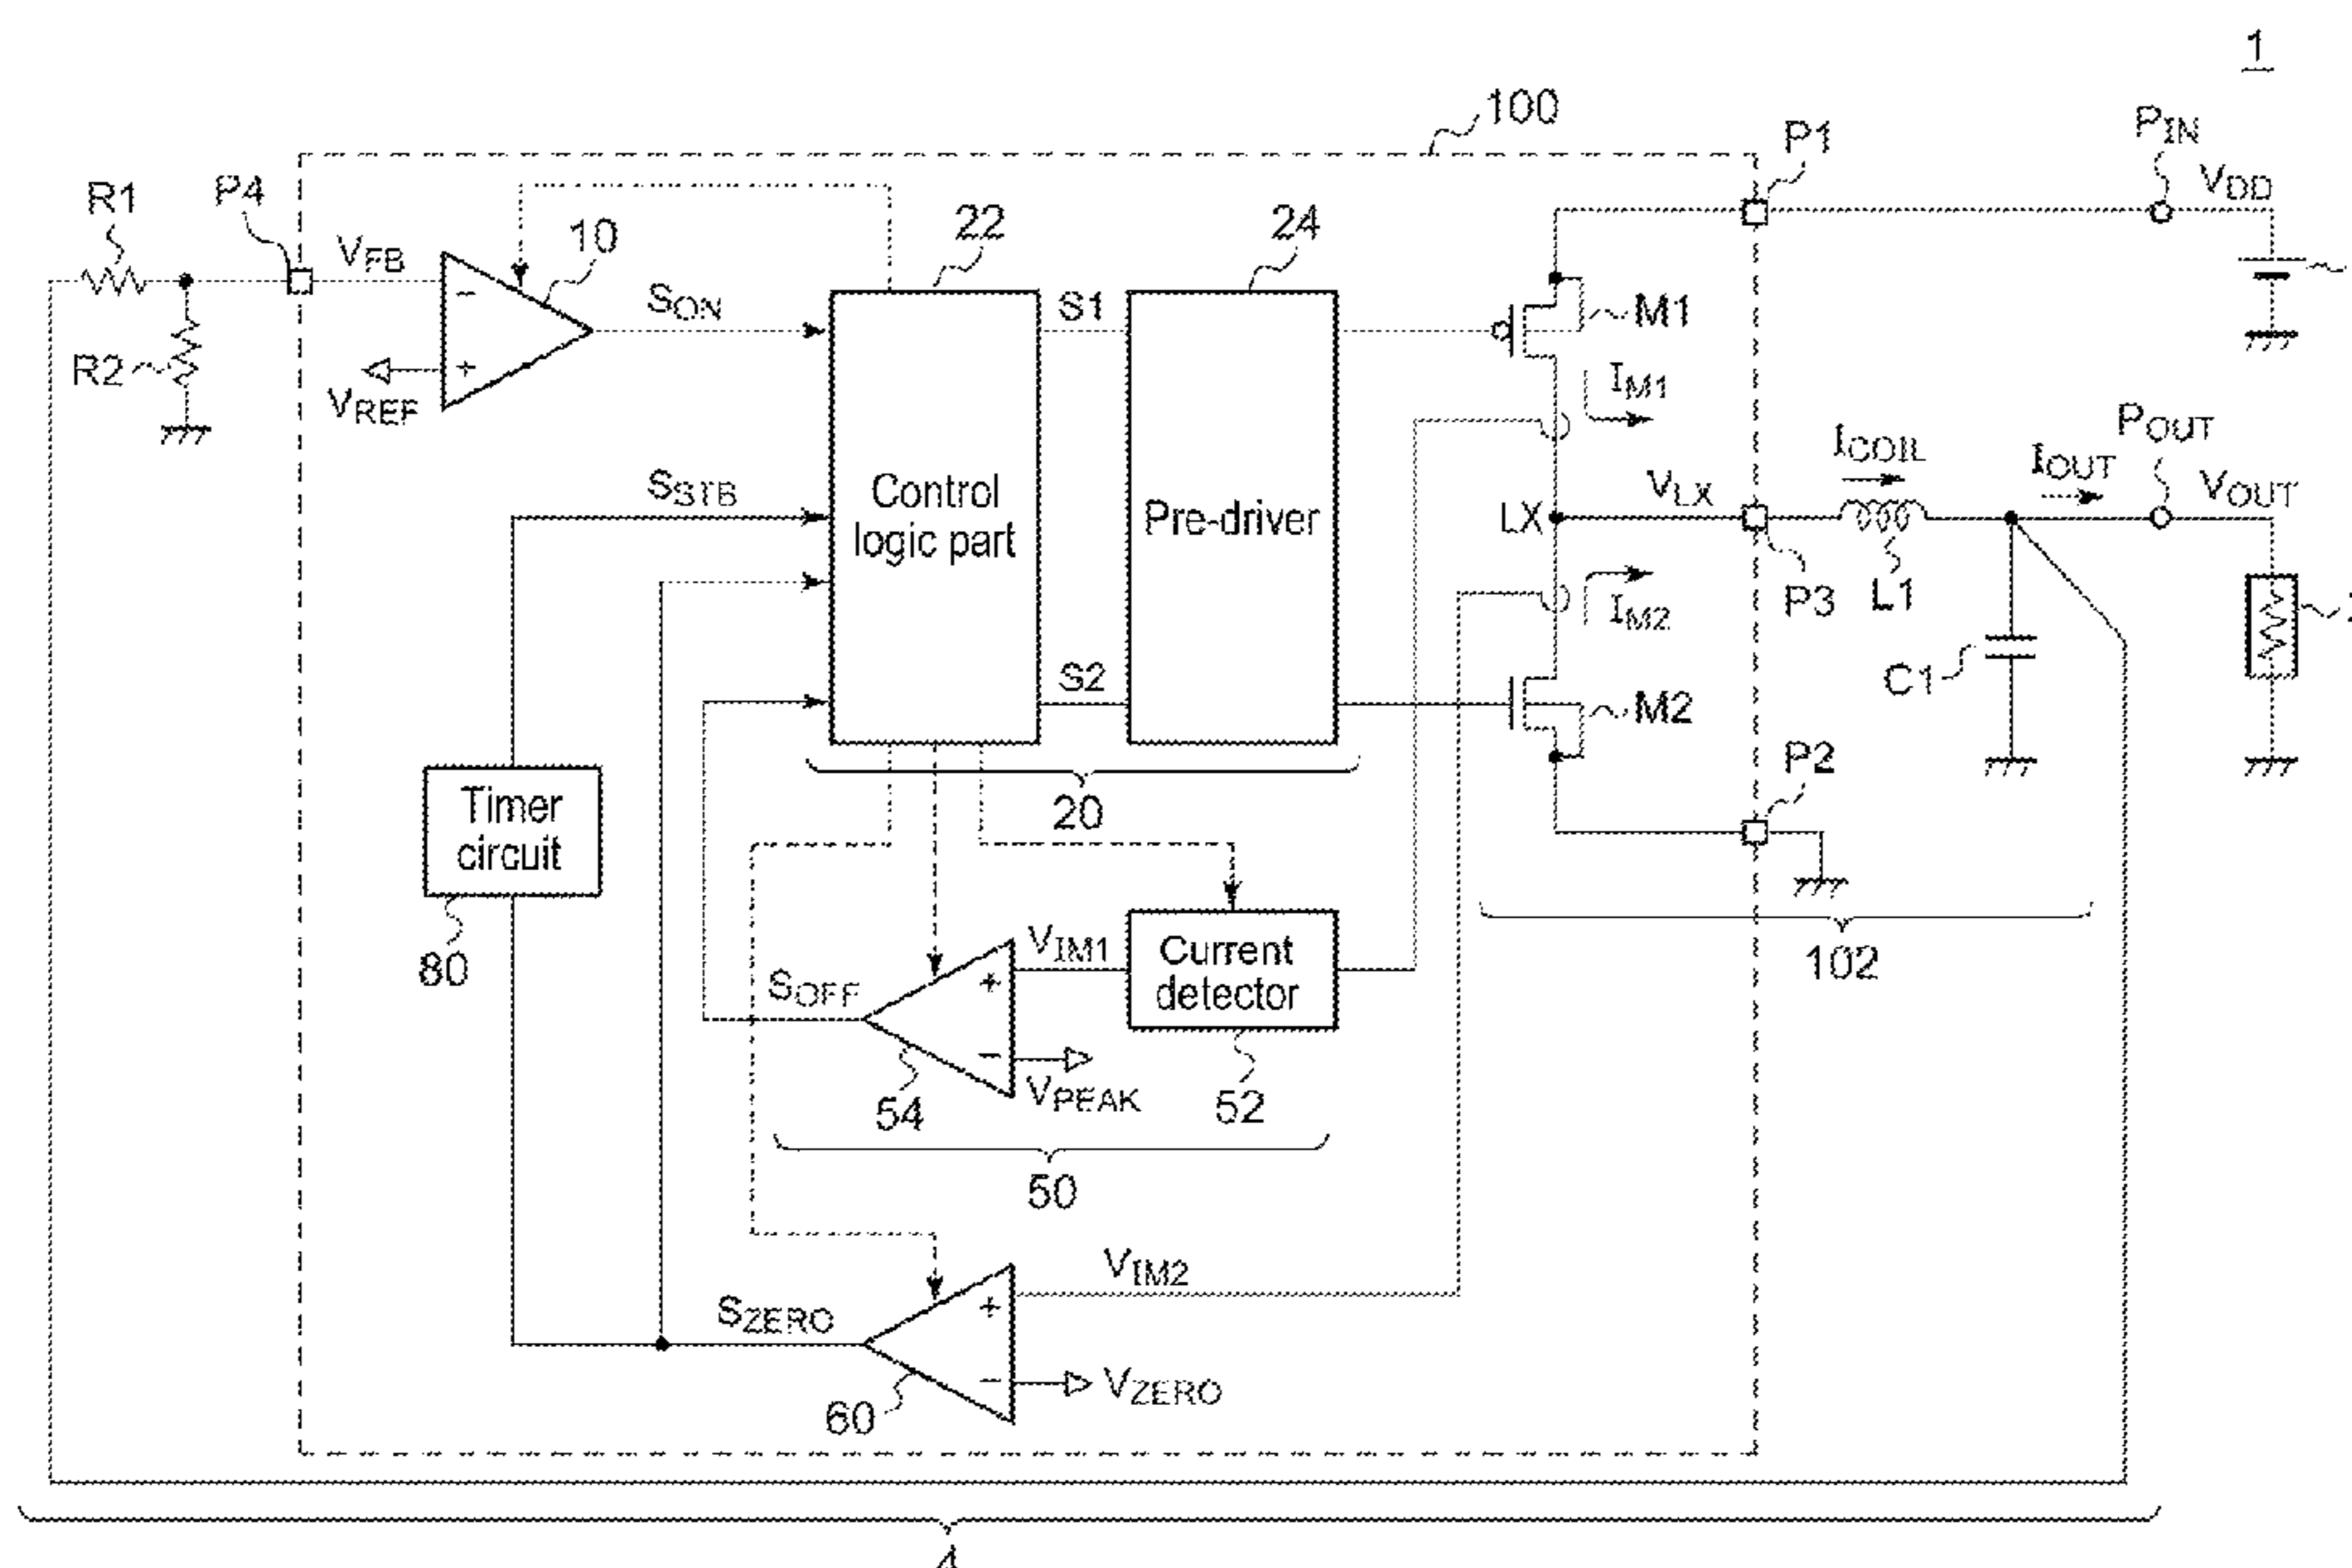 1
100
P1
PIN
VDD
R1
P4
VFB
10
22
24
SON
S1
M1
R2
VREF
IM1
POUT
ICOIL
IOUT
VOUT
SSTB
Control
logic part
Pre-driver
LX
VLX
P3
L1
IM2
S2
M2
C1
P2
20
Timer
circuit
80
VIM1
Current
detector
102
SOFF
54
VPEAK
52
50
VIM2
SZERO
VZERO
60
4